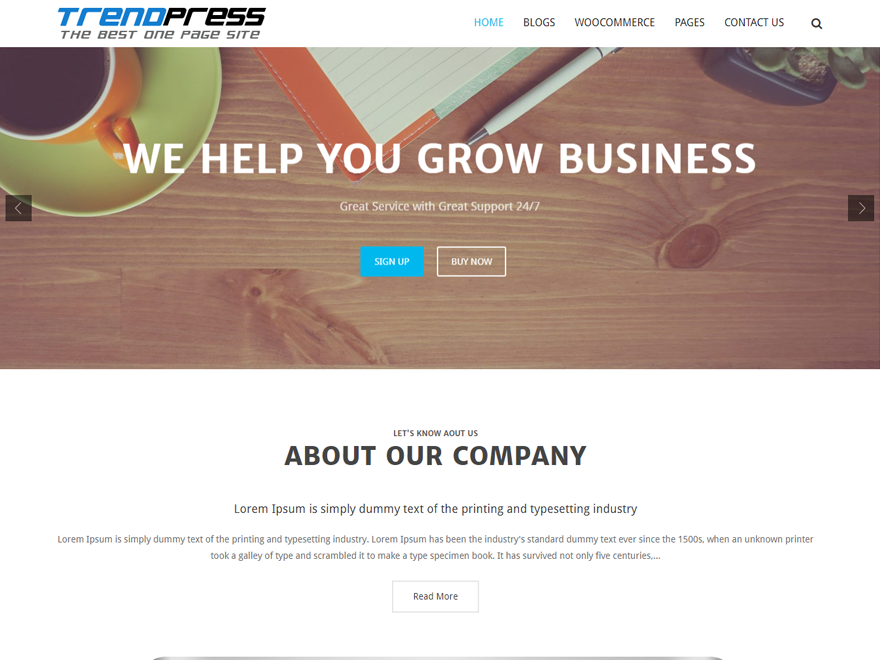 TrendPress
THE BEST ONE PAGE SITE
HOME BLOGS WOOCOMMERCE PAGES CONTACT US
WE HELP YOU GROW BUSINESS
Great Service with Great Support 24/7
SIGN UP BUY NOW
LET'S KNOW AOUT US
ABOUT OUR COMPANY
Lorem Ipsum is simply dummy text of the printing and typesetting industry
Lorem Ipsum is simply dummy text of the printing and typesetting industry. Lorem Ipsum has been the industry's standard dummy text ever since the 1500s, when an unknown printer
took a galley of type and scrambled it to make a type specimen book. It has survived not only five centuries,...
Read More